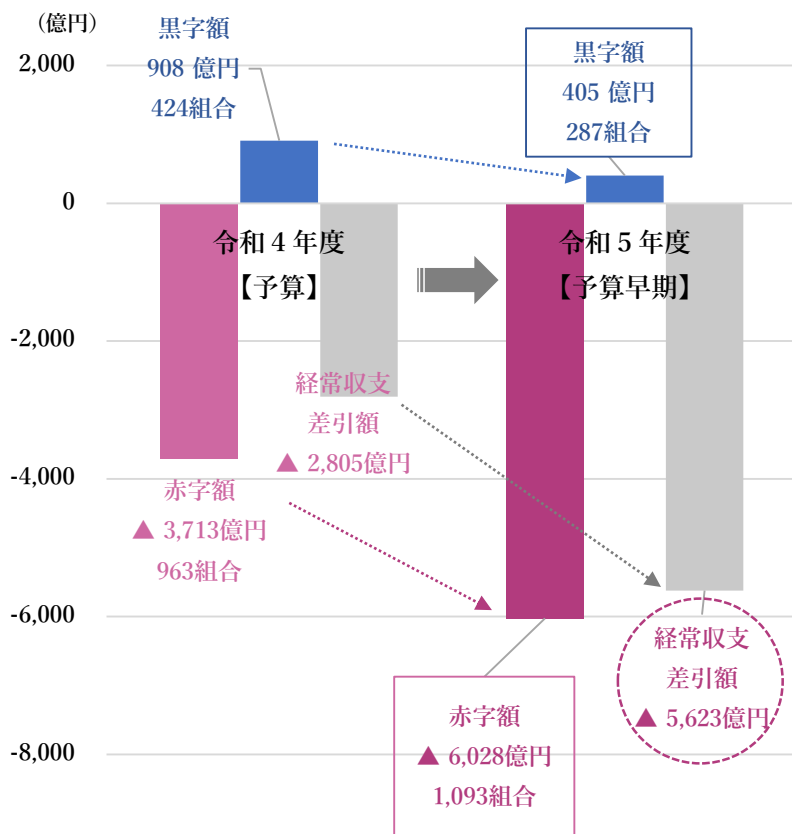 （億円）
2,000
0
-2,000
-4,000
-6,000
-8,000
黒字額
908 億円
424組合
黒字額
405 億円
287組合
令和４年度
【予算】
令和５年度
【予算早期】
経常収支
差引額
▲ 2,805億円
赤字額
▲ 3,713億円
963組合
経常収支
差引額
▲ 5,623億円
赤字額
▲ 6,028億円
1,093組合